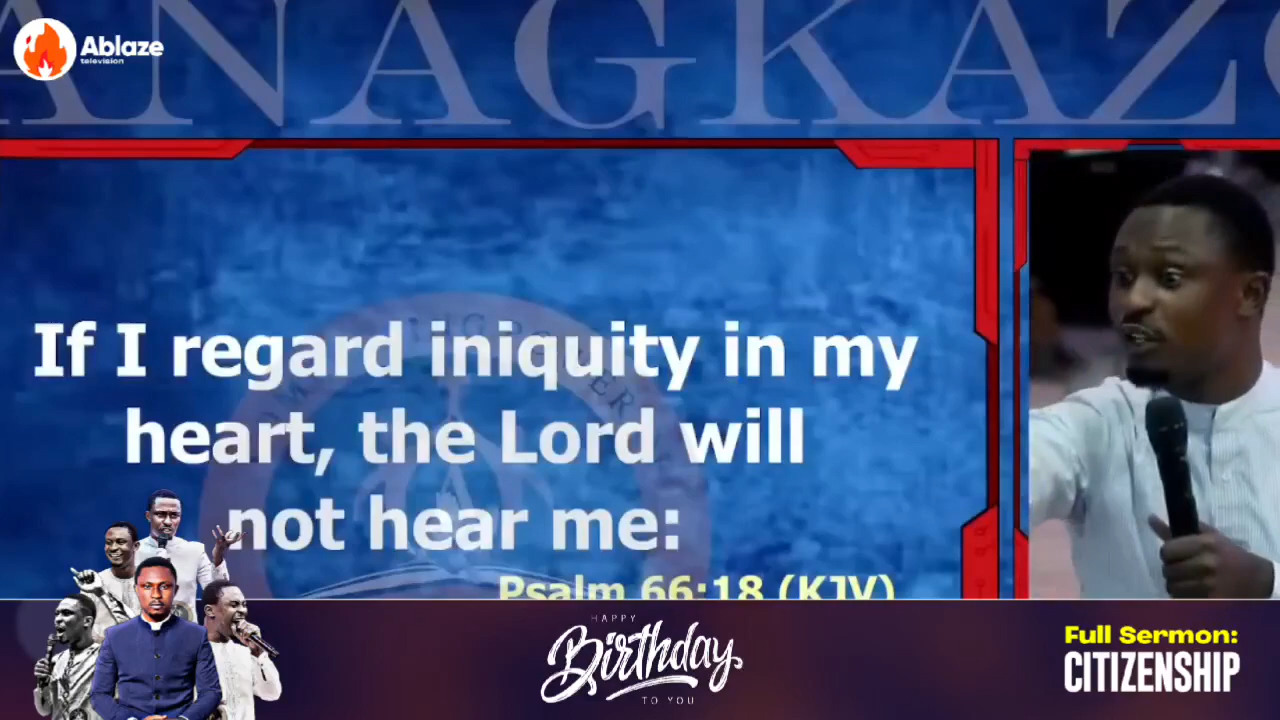 Ablaze
television
ANAGKAZO
If I regard iniquity in my
heart, the Lord will
not hear me:
Psalm 66:18 (KJV)
HAPPY
Birthday
TO YOU
Full Sermon:
CITIZENSHIP